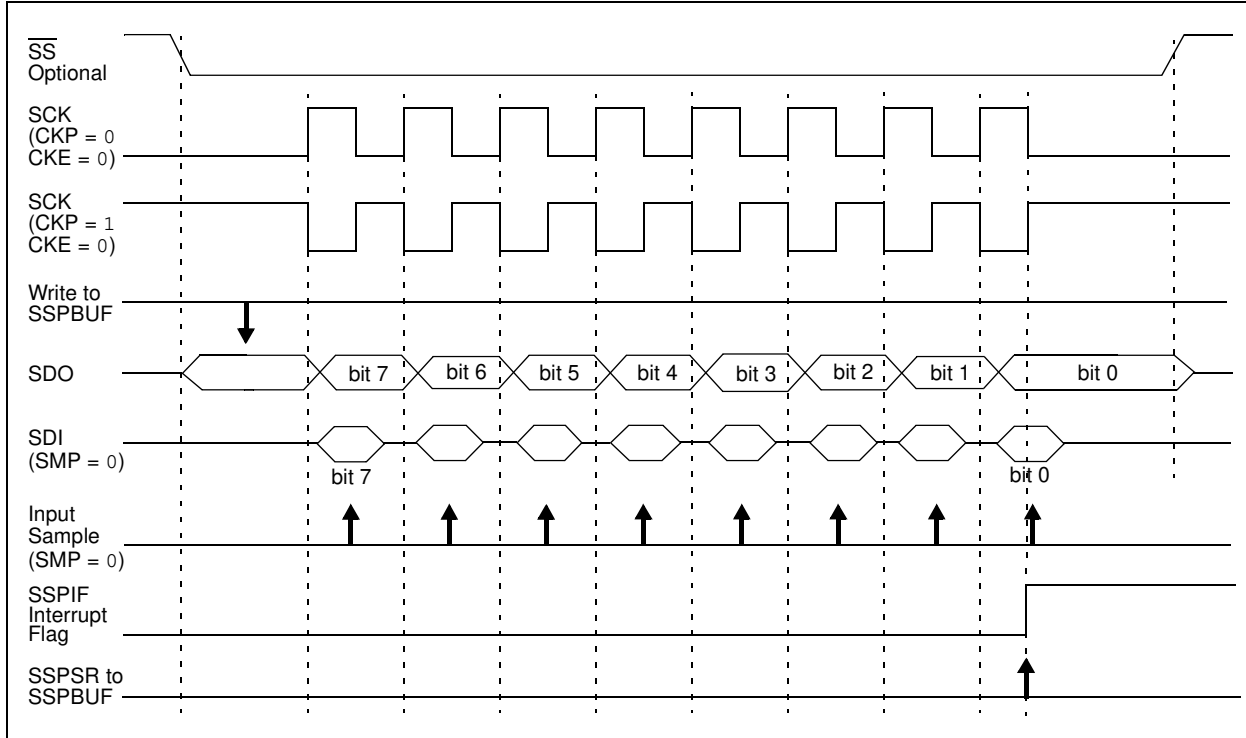 SS
Optional
SCK
(CKP = 0
CKE = 0)
SCK
(CKP = 1
CKE = 0)
Write to
SSPBUF
SDO
bit 7
bit 6
bit 5
bit 4
bit 3
bit 2
bit 1
bit 0
SDI
(SMP = 0)
bit 7
bit 0
Input
Sample
(SMP = 0)
SSPIF
Interrupt
Flag
SSPSR to
SSPBUF